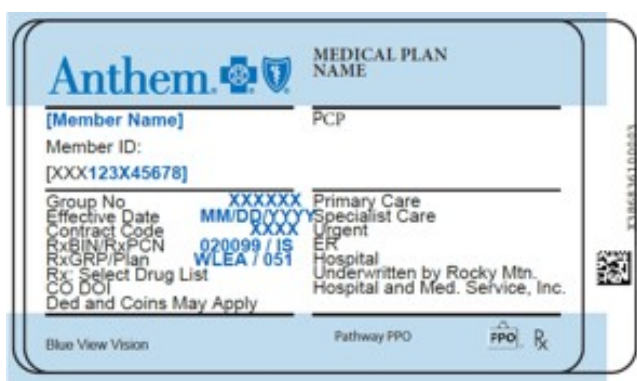 Anthem.
MEDICAL PLAN
NAME
[Member Name]
Member ID:
[XXX123X45678]
PCP
Group No XXXXXX
Effective Date MM/DD/YYYY
Contract Code XXXX
RxBIN/RxPCN 020099 / IS
RxGRP/Plan WLEA / 051
Rx: Select Drug List
CO DOI
Ded and Coins May Apply
Primary Care
Specialist Care
Urgent
ER
Hospital
Underwritten by Rocky Mtn.
Hospital and Med. Service, Inc.
Blue View Vision
Pathway PPO
PPO
Rx